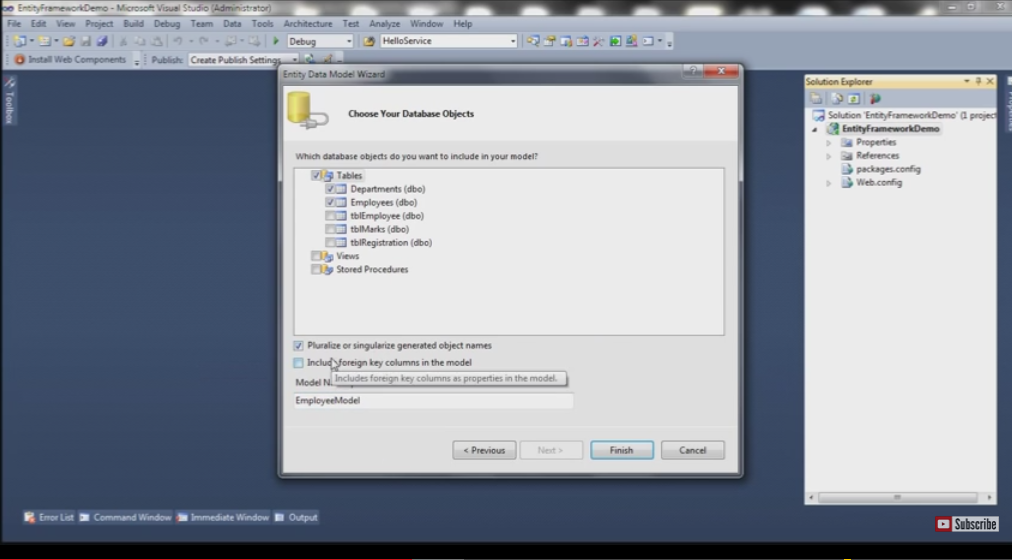 EntityFrameworkDemo - Microsoft Visual Studio (Administrator)
File Edit View Project Build Debug Team Data Tools Architecture Test Analyze Window Help
Debug HelloService
Install Web Components Publish: Create Publish Settings
Toolbox
Entity Data Model Wizard
Choose Your Database Objects
Which database objects do you want to include in your model?
Tables
Departments (dbo)
Employees (dbo)
tblEmployee (dbo)
tblMarks (dbo)
tblRegistration (dbo)
Views
Stored Procedures
Pluralize or singularize generated object names
Include foreign key columns in the model
Includes foreign key columns as properties in the model.
Model N
EmployeeModel
< Previous Next > Finish Cancel
Solution Explorer
Solution 'EntityFrameworkDemo' (1 project
EntityFrameworkDemo
Properties
References
packages.config
Web.config
Properties
Error List Command Window Immediate Window Output
Subscribe